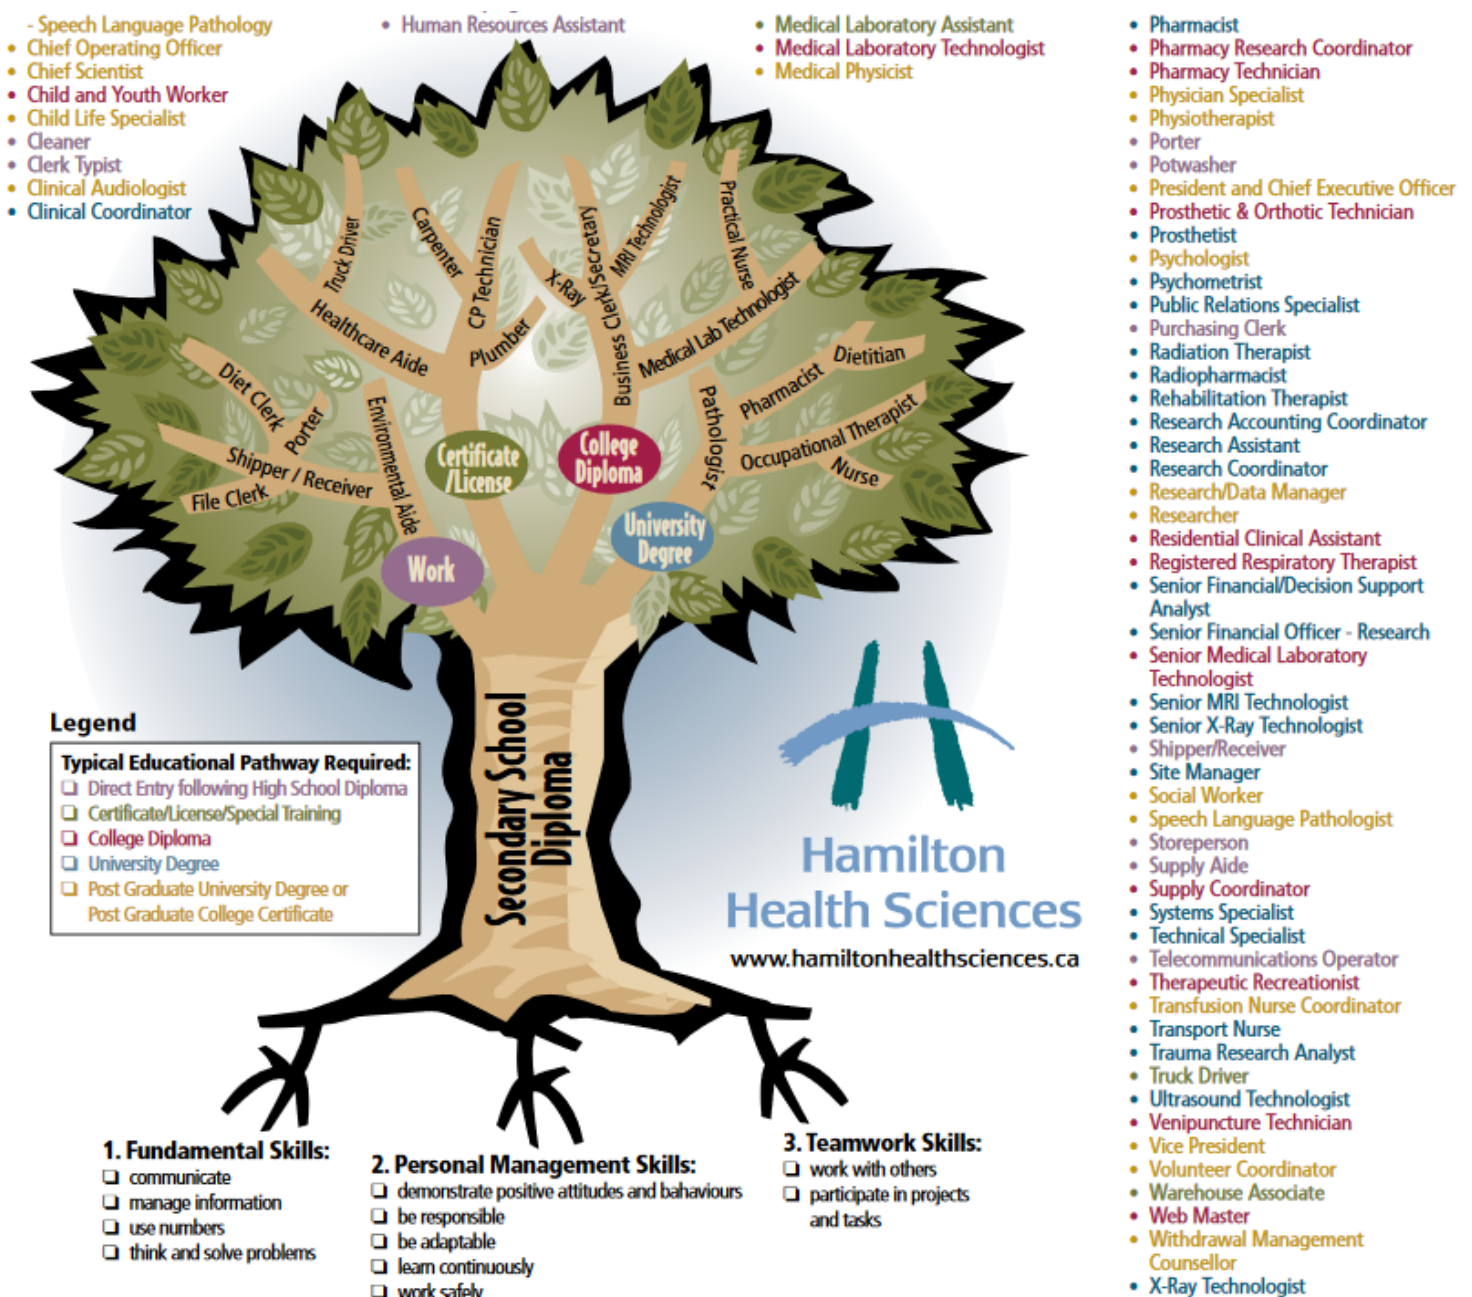 - Speech Language Pathology
• Chief Operating Officer
• Chief Scientist
• Child and Youth Worker
• Child Life Specialist
• Cleaner
• Clerk Typist
• Clinical Audiologist
• Clinical Coordinator
• Human Resources Assistant
• Medical Laboratory Assistant
• Medical Laboratory Technologist
• Medical Physicist
• Pharmacist
• Pharmacy Research Coordinator
• Pharmacy Technician
• Physician Specialist
• Physiotherapist
• Porter
• Potwasher
• President and Chief Executive Officer
• Prosthetic & Orthotic Technician
• Prosthetist
• Psychologist
• Psychometrist
• Public Relations Specialist
• Purchasing Clerk
• Radiation Therapist
• Radiopharmacist
• Rehabilitation Therapist
• Research Accounting Coordinator
• Research Assistant
• Research Coordinator
• Research/Data Manager
• Researcher
• Residential Clinical Assistant
• Registered Respiratory Therapist
• Senior Financial/Decision Support
Analyst
• Senior Financial Officer - Research
• Senior Medical Laboratory
Technologist
• Senior MRI Technologist
• Senior X-Ray Technologist
• Shipper/Receiver
• Site Manager
• Social Worker
• Speech Language Pathologist
• Storeperson
• Supply Aide
• Supply Coordinator
• Systems Specialist
• Technical Specialist
• Telecommunications Operator
• Therapeutic Recreationist
• Transfusion Nurse Coordinator
• Transport Nurse
• Trauma Research Analyst
• Truck Driver
• Ultrasound Technologist
• Venipuncture Technician
• Vice President
• Volunteer Coordinator
• Warehouse Associate
• Web Master
• Withdrawal Management
Counsellor
• X-Ray Technologist
Truck Driver
Carpenter
CP Technician
Healthcare Aide
Plumber
X-Ray
Business Clerk/Secretary
MRI Technologist
Practical Nurse
Medical Lab Technologist
Diet Clerk
Porter
Shipper / Receiver
File Clerk
Environmental Aide
Pathologist
Pharmacist
Dietitian
Occupational Therapist
Nurse
Certificate
/License
College
Diploma
University
Degree
Work
Secondary School
Diploma
Legend
Typical Educational Pathway Required:
❑ Direct Entry following High School Diploma
❑ Certificate/License/Special Training
❑ College Diploma
❑ University Degree
❑ Post Graduate University Degree or
Post Graduate College Certificate
Hamilton
Health Sciences
www.hamiltonhealthsciences.ca
1. Fundamental Skills:
❑ communicate
❑ manage information
❑ use numbers
❑ think and solve problems
2. Personal Management Skills:
❑ demonstrate positive attitudes and bahaviours
❑ be responsible
❑ be adaptable
❑ learn continuously
❑ work safely
3. Teamwork Skills:
❑ work with others
❑ participate in projects
and tasks